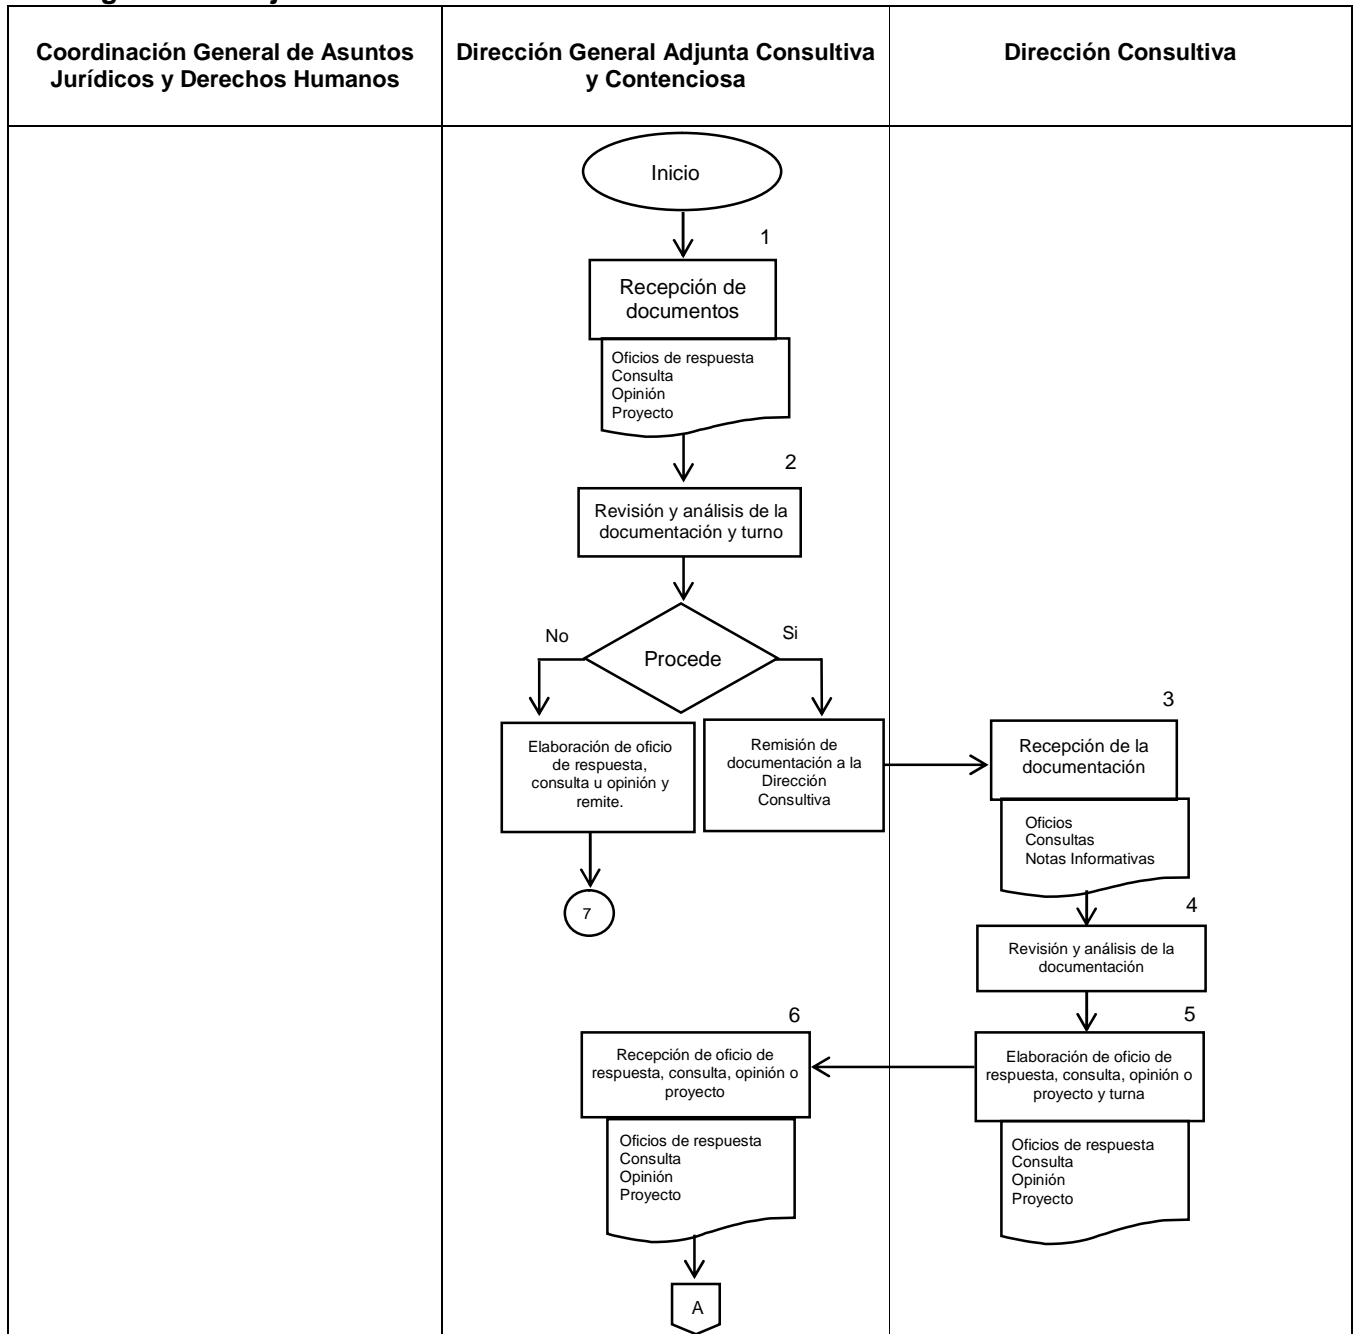 Coordinación General de Asuntos
Jurídicos y Derechos Humanos
Dirección General Adjunta Consultiva
y Contenciosa
Dirección Consultiva
Inicio
1
Recepción de
documentos
Oficios de respuesta
Consulta
Opinión
Proyecto
2
Revisión y análisis de la
documentación y turno
No
Si
Procede
Elaboración de oficio
de respuesta,
consulta u opinión y
remite.
7
Remisión de
documentación a la
Dirección
Consultiva
3
Recepción de la
documentación
Oficios
Consultas
Notas Informativas
4
Revisión y análisis de la
documentación
5
Elaboración de oficio de
respuesta, consulta, opinión o
proyecto y turna
Oficios de respuesta
Consulta
Opinión
Proyecto
6
Recepción de oficio de
respuesta, consulta, opinión o
proyecto
Oficios de respuesta
Consulta
Opinión
Proyecto
A